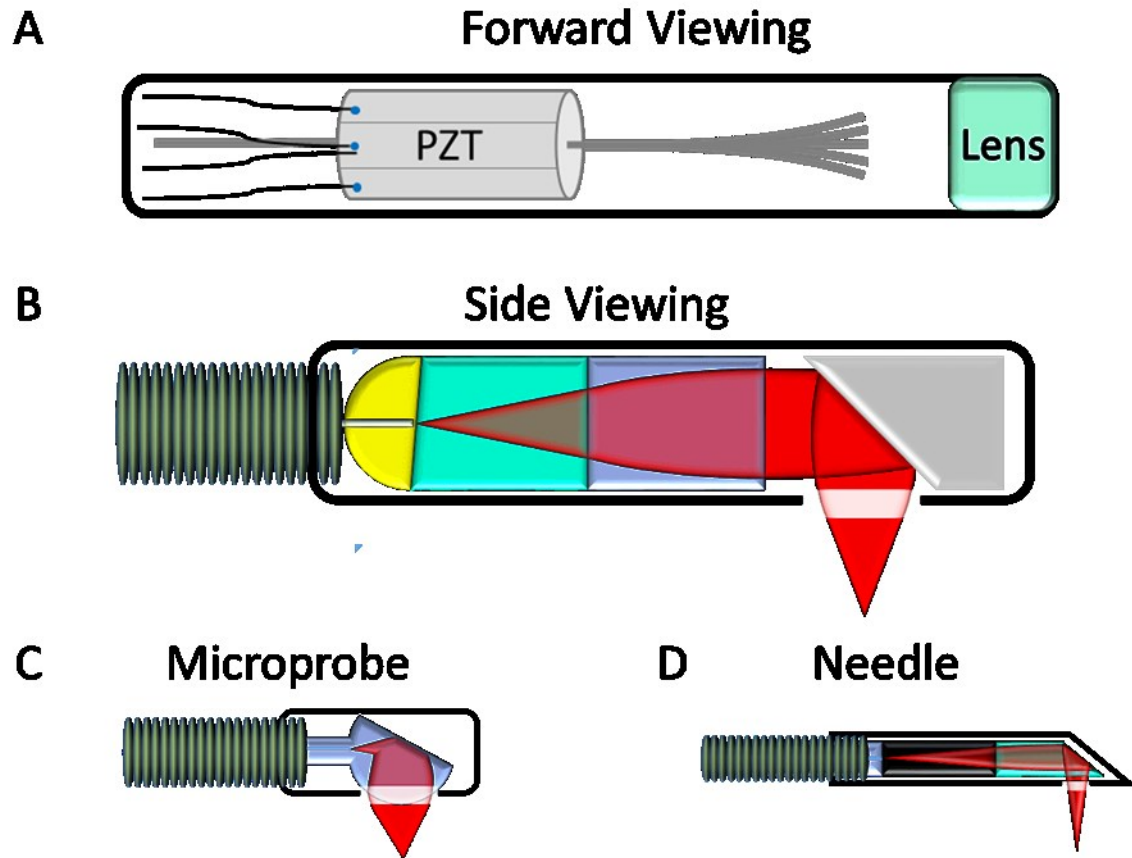 A
Forward Viewing
PZT
Lens
B
Side Viewing
C
Microprobe
D
Needle